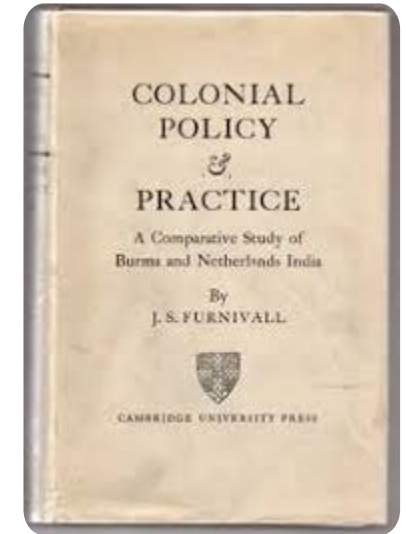 COLONIAL
POLICY
&
PRACTICE
A Comparative Study of
Burma and Netherlands India
By
J. S. FURNIVALL
CAMBRIDGE UNIVERSITY PRESS